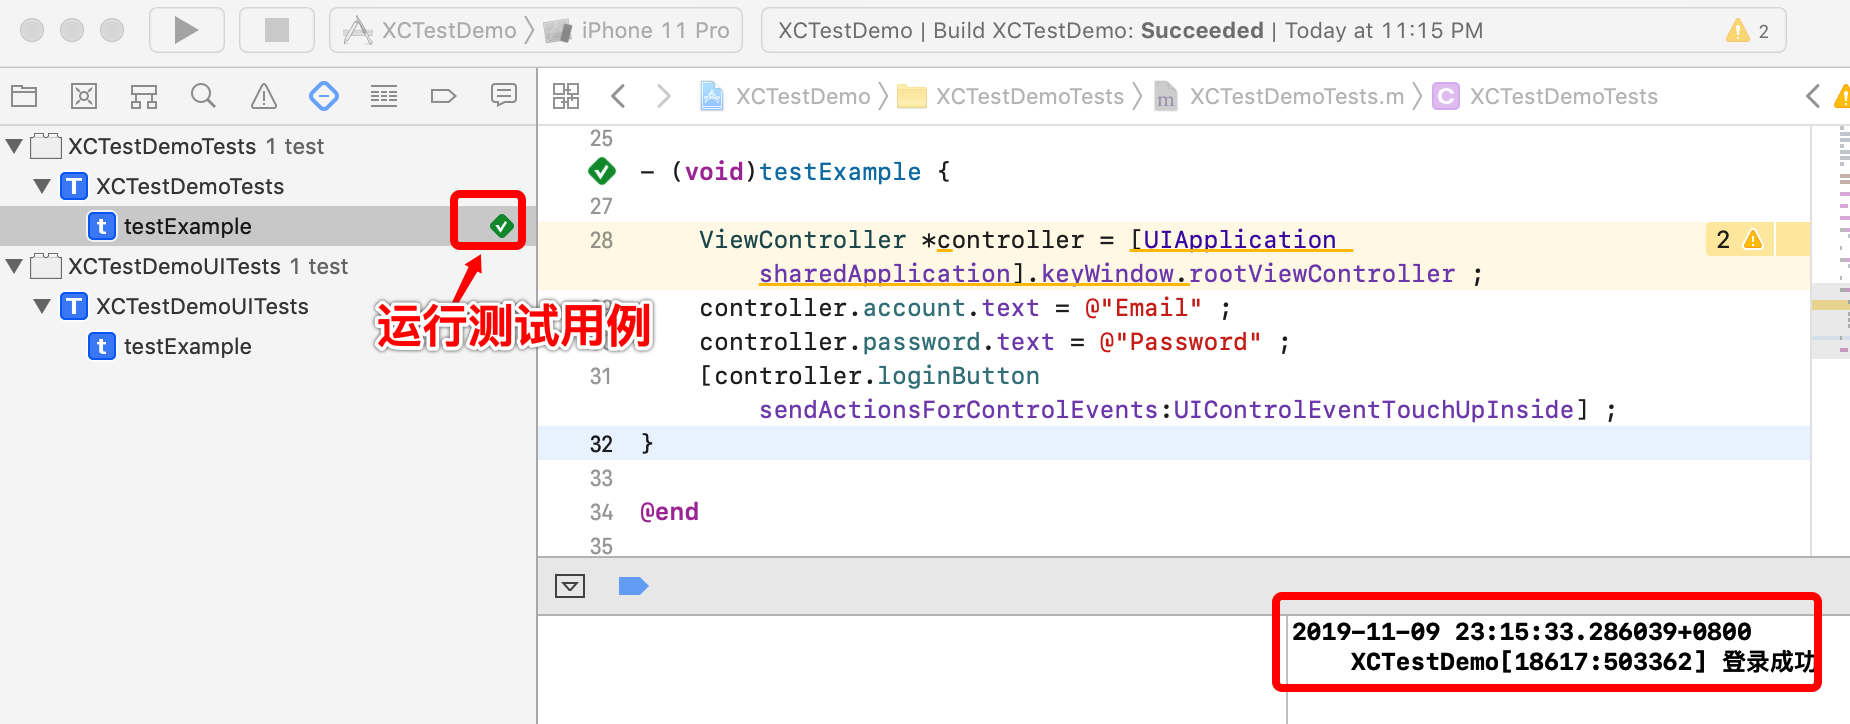 XCTestDemo iPhone 11 Pro
XCTestDemo | Build XCTestDemo: Succeeded | Today at 11:15 PM
2
XCTestDemo XCTestDemoTests XCTestDemoTests.m XCTestDemoTests
XCTestDemoTests 1 test
XCTestDemoTests
testExample
XCTestDemoUITests 1 test
XCTestDemoUITests
testExample
运行测试用例
25
- (void)testExample {
27
28 ViewController *controller = [UIApplication
sharedApplication].keyWindow.rootViewController ;
2
controller.account.text = @"Email" ;
controller.password.text = @"Password" ;
31 [controller.loginButton
sendActionsForControlEvents:UIControlEventTouchUpInside] ;
32 }
33
34 @end
35
2019-11-09 23:15:33.286039+0800
XCTestDemo[18617:503362] 登录成功